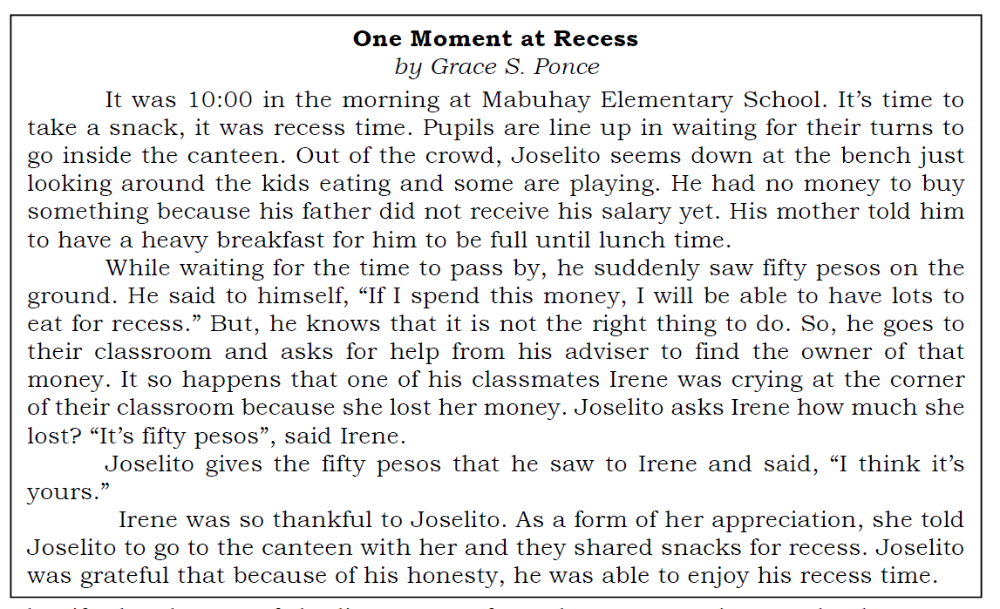 One Moment at Recess
by Grace S. Ponce
It was 10:00 in the morning at Mabuhay Elementary School. It’s time to
take a snack, it was recess time. Pupils are line up in waiting for their turns to
go inside the canteen. Out of the crowd, Joselito seems down at the bench just
looking around the kids eating and some are playing. He had no money to buy
something because his father did not receive his salary yet. His mother told him
to have a heavy breakfast for him to be full until lunch time.
While waiting for the time to pass by, he suddenly saw fifty pesos on the
ground. He said to himself, “If I spend this money, I will be able to have lots to
eat for recess.” But, he knows that it is not the right thing to do. So, he goes to
their classroom and asks for help from his adviser to find the owner of that
money. It so happens that one of his classmates Irene was crying at the corner
of their classroom because she lost her money. Joselito asks Irene how much she
lost? “It’s fifty pesos”, said Irene.
Joselito gives the fifty pesos that he saw to Irene and said, “I think it’s
yours.”
Irene was so thankful to Joselito. As a form of her appreciation, she told
Joselito to go to the canteen with her and they shared snacks for recess. Joselito
was grateful that because of his honesty, he was able to enjoy his recess time.